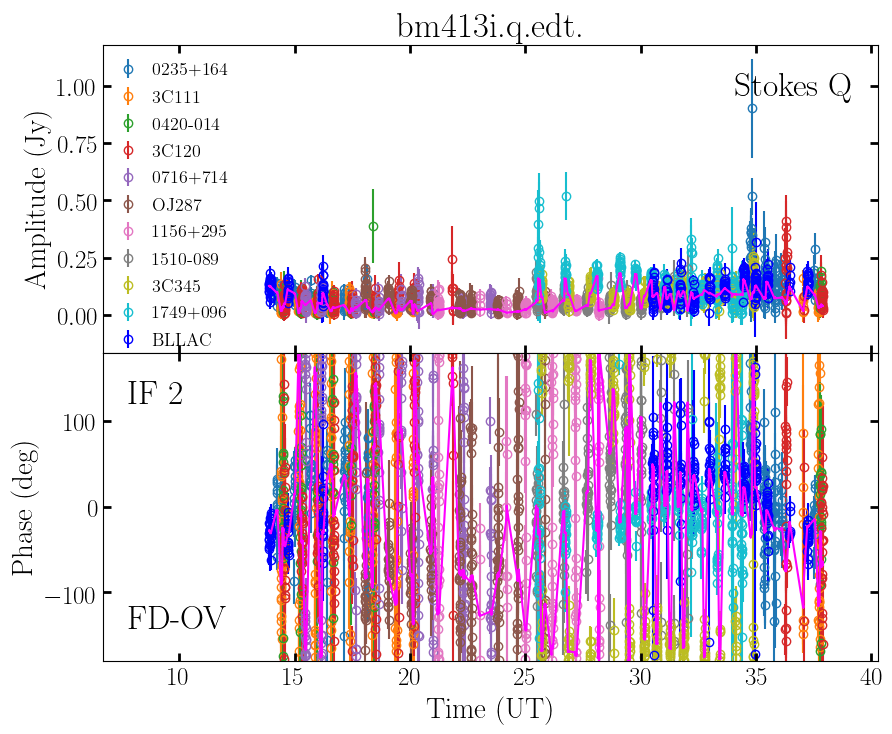 bm413i.q.edt.
Stokes Q
Amplitude (Jy)
1.00
0.75
0.50
0.25
0.00
0235+164
3C111
0420-014
3C120
0716+714
OJ287
1156+295
1510-089
3C345
1749+096
BLLAC
IF 2
Phase (deg)
100
0
−100
FD-OV
10 15 20 25 30 35 40
Time (UT)